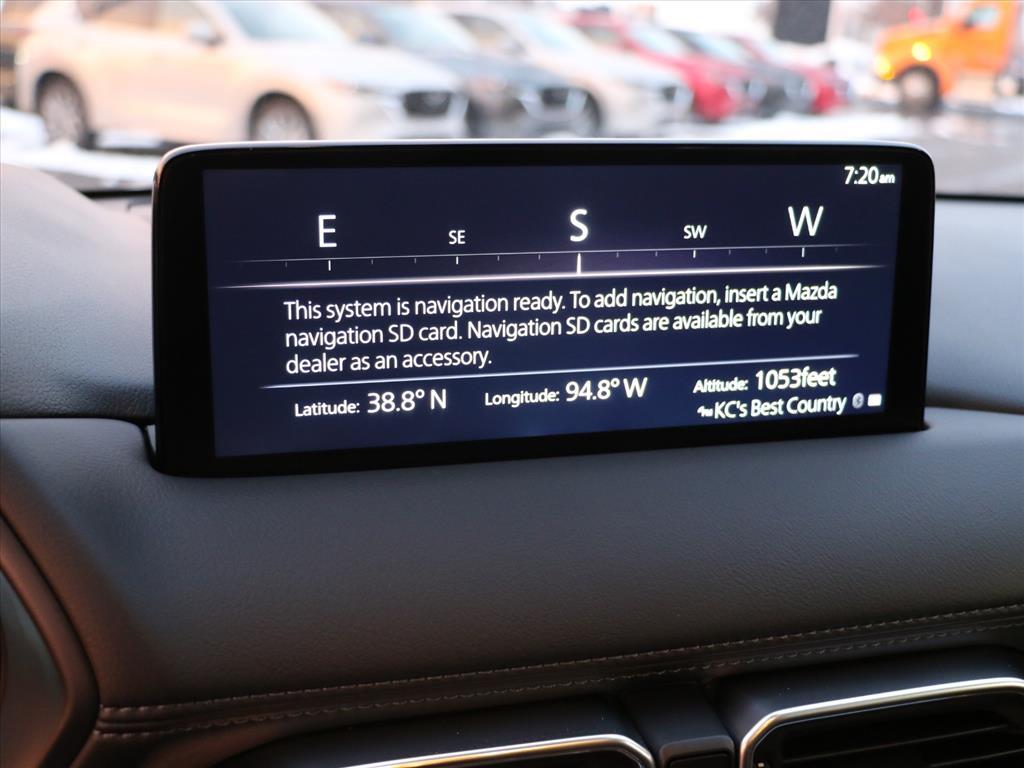 7:20am
E SE S SW W
This system is navigation ready. To add navigation, insert a Mazda
navigation SD card. Navigation SD cards are available from your
dealer as an accessory.
Latitude: 38.8° N Longitude: 94.8° W Altitude: 1053feet
KC's Best Country